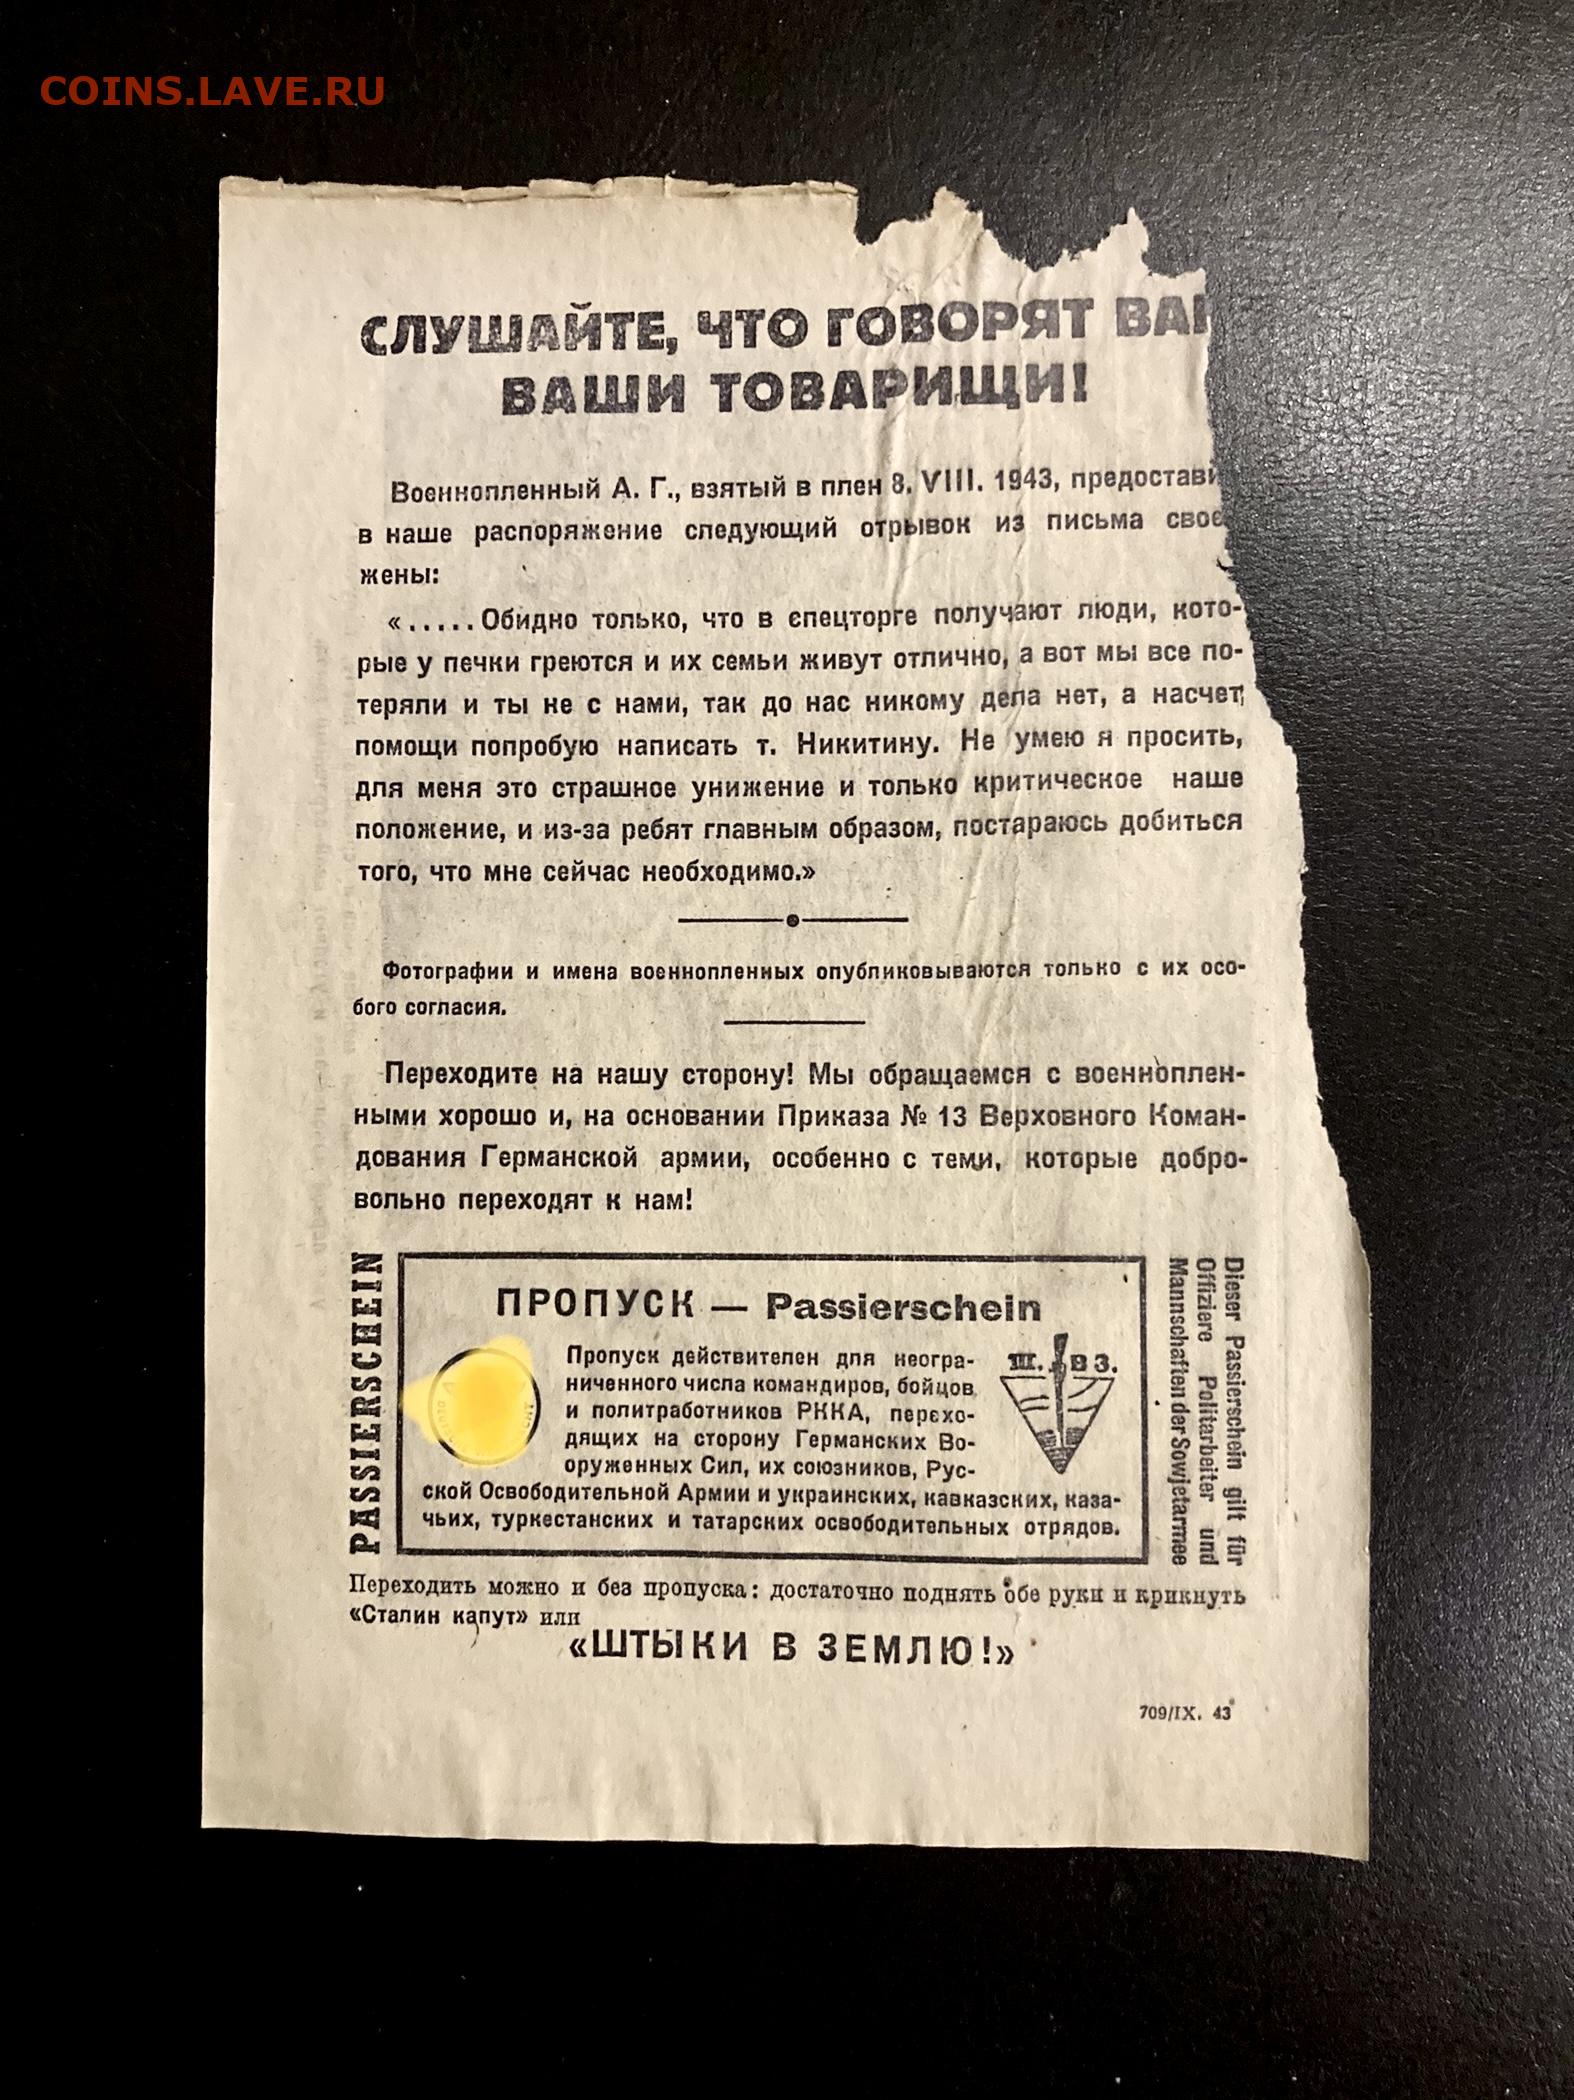 COINS.LAVE.RU
СЛУШАЙТЕ, ЧТО ГОВОРЯТ
ВАШИ ТОВАРИЩИ!
Военнопленный А. Г., взятый в плен 8. VIII. 1943,
в наше распоряжение следующий отрывок из письма
жены:
«.....Обидно только, что в спецторге получают люди, кото-
рые у печки греются и их семьи живут отлично, а вот мы все по-
теряли и ты не с нами, так до нас никому дела нет, а насчет
помощи попробую написать т. Никитину. Не умею я просить,
для меня это страшное унижение и только критическое наше
положение, и из-за ребят главным образом, постараюсь добиться
того, что мне сейчас необходимо.»
Фотографии и имена военнопленных опубликовываются только с их осо-
бого согласия.
Переходите на нашу сторону! Мы обращаемся с военноплен-
ными хорошо и, на основании Приказа № 13 Верховного Коман-
дования Германской армии, особенно с теми, которые добро-
вольно переходят к нам!
PASSIERSCHEIN
ПРОПУСК — Passierschein
Пропуск действителен для неогра-
ниченного числа командиров, бойцов
и политработников РККА, перехо-
дящих на сторону Германских Во-
оруженных Сил, их союзников, Рус-
ской Освободительной Армии и украинских, кавказских, каза-
чьих, туркестанских и татарских освободительных отрядов.
Ш. В З.
Dieser Passierschein gilt für
Offiziere Politarbeiter und
Mannschaften der Sowjetarmee
Переходить можно и без пропуска: достаточно поднять обе руки и крикнуть
«Сталин капут» или
«ШТЫКИ В ЗЕМЛЮ!»
709/IX. 43